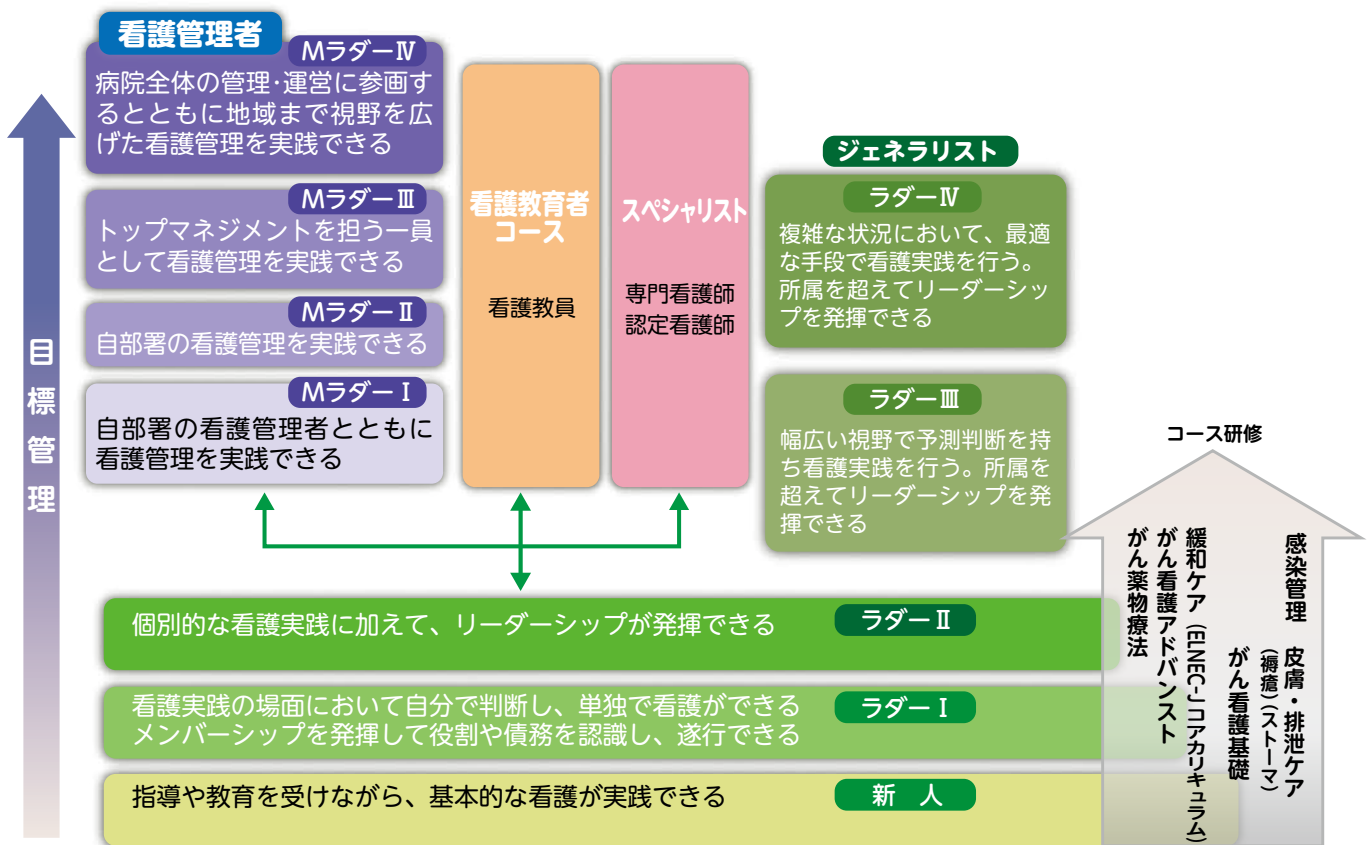 看護管理者
MラダーⅣ
病院全体の管理・運営に参画す
るとともに地域まで視野を広
げた看護管理を実践できる
MラダーⅢ
トップマネジメントを担う一員
として看護管理を実践できる
MラダーⅡ
自部署の看護管理を実践できる
MラダーⅠ
自部署の看護管理者とともに
看護管理を実践できる
看護教育者
コース
看護教員
スペシャリスト
専門看護師
認定看護師
ジェネラリスト
ラダーⅣ
複雑な状況において、最適
な手段で看護実践を行う。
所属を超えてリーダーシッ
プを発揮できる
ラダーⅢ
幅広い視野で予測判断を持
ち看護実践を行う。所属を
超えてリーダーシップを発
揮できる
目標管理
個別的な看護実践に加えて、リーダーシップが発揮できる
ラダーⅡ
看護実践の場面において自分で判断し、単独で看護ができる
メンバーシップを発揮して役割や債務を認識し、遂行できる
ラダーⅠ
指導や教育を受けながら、基本的な看護が実践できる
新 人
コース研修
感染管理 皮膚・排泄ケア
(褥瘡)(ストーマ)
がん看護基礎
緩和ケア (ELNEC-Jコアカリキュラム)
がん看護アドバンスト
がん薬物療法